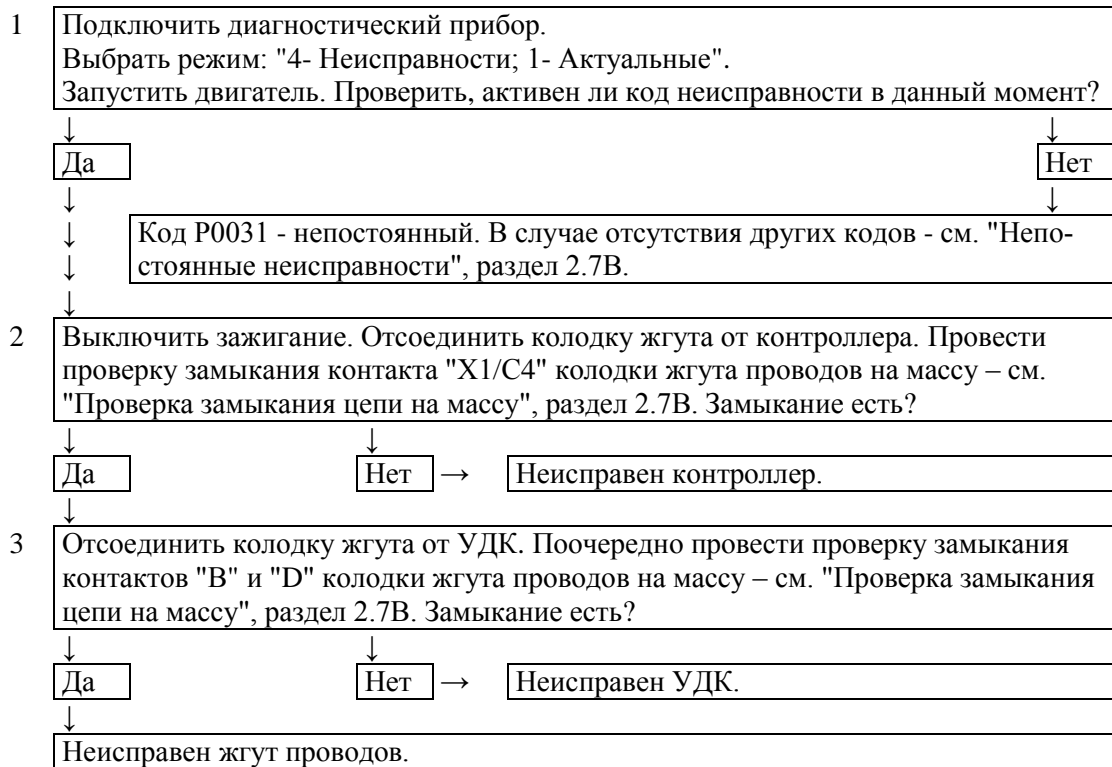 1 Подключить диагностический прибор.
Выбрать режим: "4- Неисправности; 1- Актуальные".
Запустить двигатель. Проверить, активен ли код неисправности в данный момент?
↓ ↓
Да Нет
↓ ↓
↓ Код Р0031 - непостоянный. В случае отсутствия других кодов - см. "Непо-
↓ стоянные неисправности", раздел 2.7В.
↓
2 Выключить зажигание. Отсоединить колодку жгута от контроллера. Провести
проверку замыкания контакта "Х1/С4" колодки жгута проводов на массу – см.
"Проверка замыкания цепи на массу", раздел 2.7В. Замыкание есть?
↓ ↓
Да Нет → Неисправен контроллер.
↓
3 Отсоединить колодку жгута от УДК. Поочередно провести проверку замыкания
контактов "В" и "D" колодки жгута проводов на массу – см. "Проверка замыкания
цепи на массу", раздел 2.7В. Замыкание есть?
↓ ↓
Да Нет → Неисправен УДК.
↓
Неисправен жгут проводов.